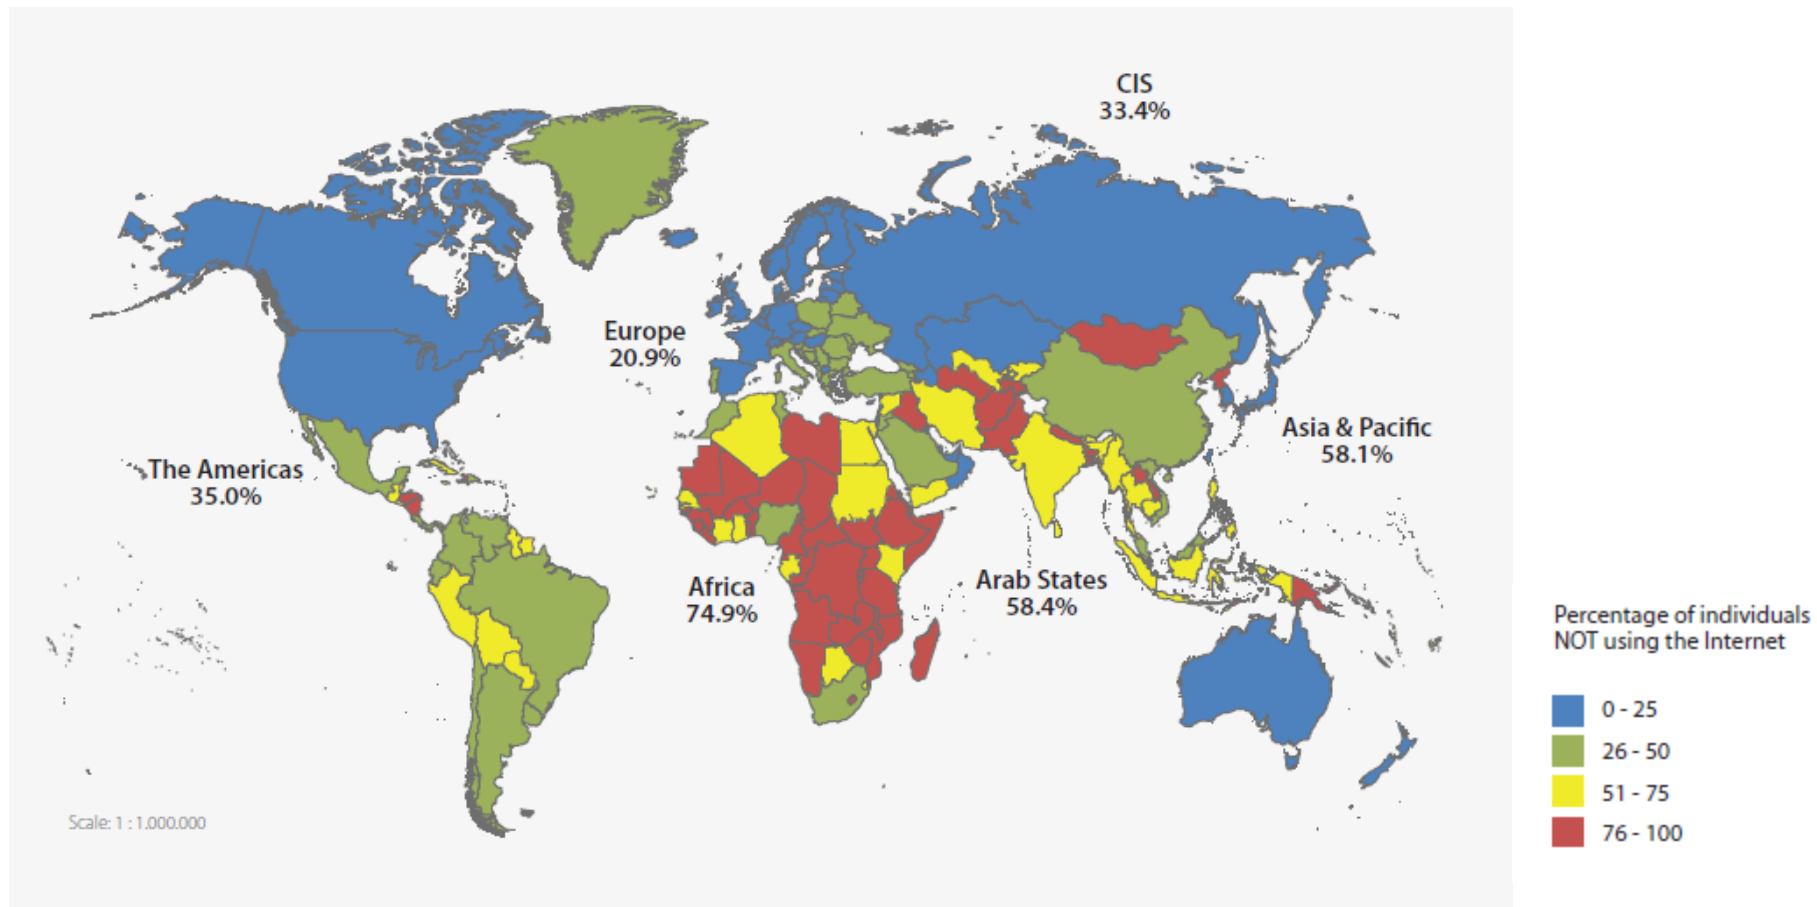 CIS
33.4%
Europe
20.9%
Asia & Pacific
58.1%
The Americas
35.0%
Africa
74.9%
Arab States
58.4%
Scale: 1 : 1.000.000
Percentage of individuals
NOT using the Internet
0 - 25
26 - 50
51 - 75
76 - 100